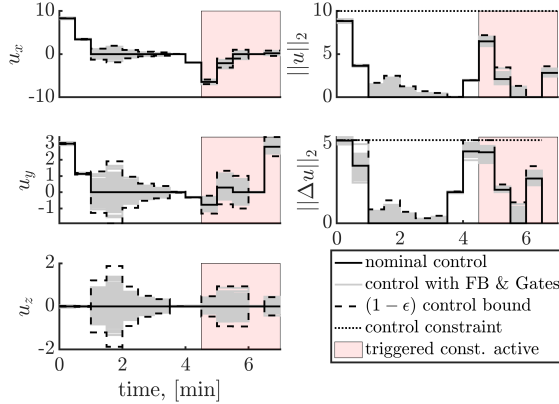 10
0
-10
u_x
10
5
0
||u||_2
3
2
1
0
-1
u_y
5
0
||Δu||_2
0 2 4 6
2
0
-2
u_z
0 2 4 6
time, [min]
nominal control
control with FB & Gates
(1 − ϵ) control bound
control constraint
triggered const. active